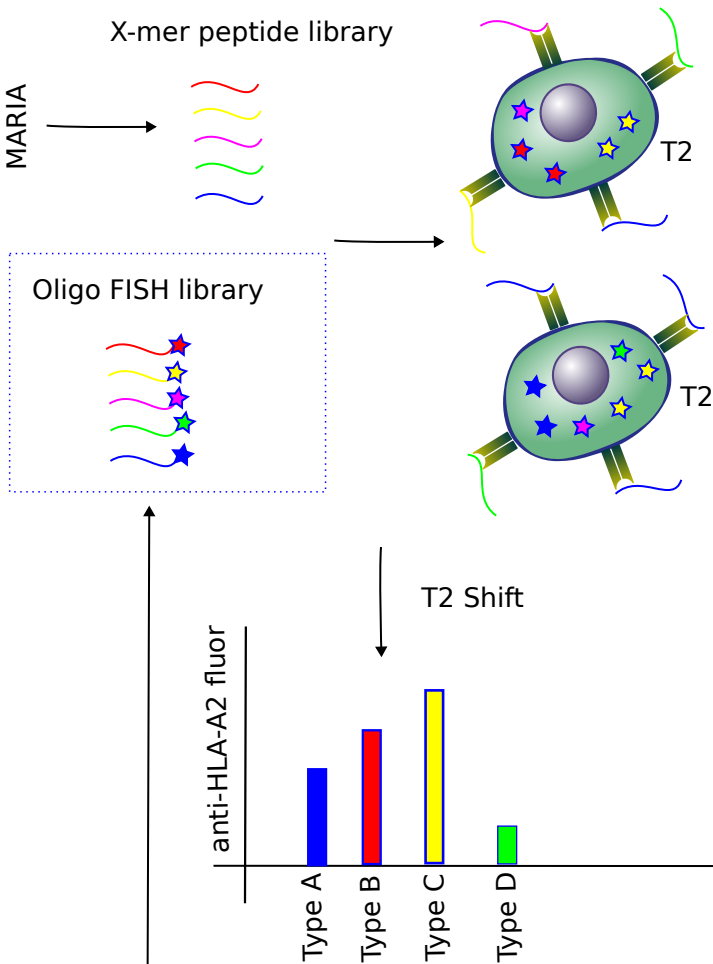 X-mer peptide library
MARIA
T2
Oligo FISH library
T2
T2 Shift
anti-HLA-A2 fluor
Type A
Type B
Type C
Type D